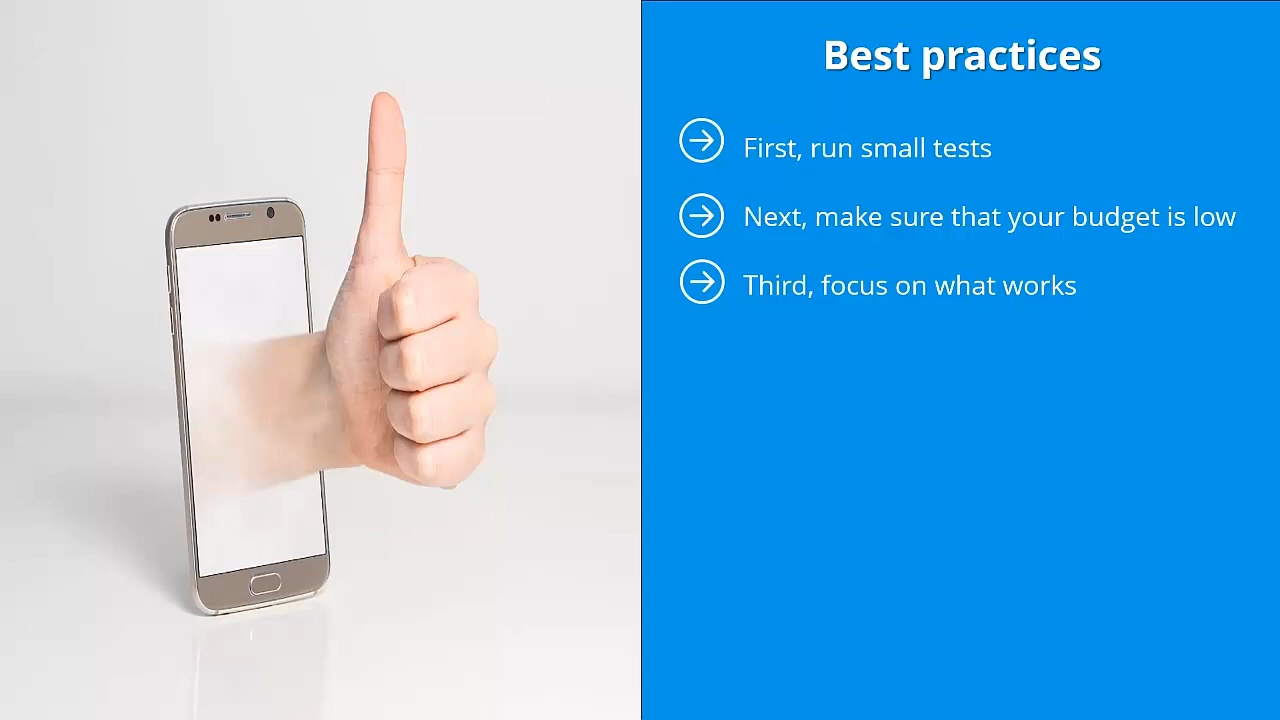 Best practices
First, run small tests
Next, make sure that your budget is low
Third, focus on what works